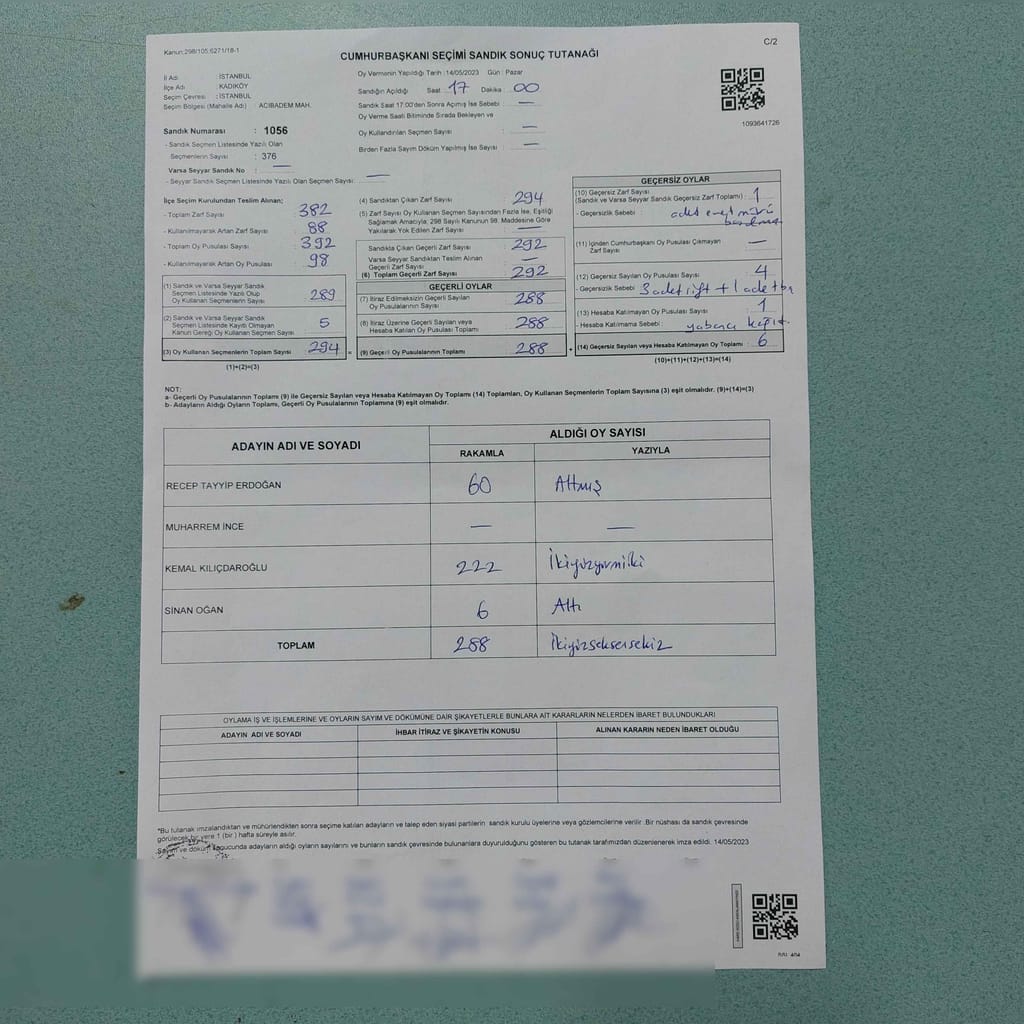 Kanun:298/105;6271/18-1
C/2
CUMHURBAŞKANI SEÇİMİ SANDIK SONUÇ TUTANAĞI
İl Adı : İSTANBUL
İlçe Adı : KADIKÖY
Seçim Çevresi : İSTANBUL
Seçim Bölgesi (Mahalle Adı) : ACIBADEM MAH.
Sandık Numarası : 1056
- Sandık Seçmen Listesinde Yazılı Olan
Seçmenlerin Sayısı : 376
Varsa Seyyar Sandık No : —
- Seyyar Sandık Seçmen Listesinde Yazılı Olan Seçmen Sayısı: —
Oy Vermenin Yapıldığı Tarih :14/05/2023 Gün : Pazar
Sandığın Açıldığı Saat : 17 Dakika : 00
Sandık Saat 17:00'den Sonra Açımış İse Sebebi : —
Oy Verme Saati Bitiminde Sırada Bekleyen ve
Oy Kullandırılan Seçmen Sayısı : —
Birden Fazla Sayım Döküm Yapılmış İse Sayısı : —
1093641726
İlçe Seçim Kurulundan Teslim Alınan;
- Toplam Zarf Sayısı : 382
- Kullanılmayarak Artan Zarf Sayısı : 88
- Toplam Oy Pusulası Sayısı : 392
- Kullanılmayarak Artan Oy Pusulası : 98
(1) Sandık ve Varsa Seyyar Sandık
Seçmen Listesinde Yazılı Olup
Oy Kullanan Seçmenlerin Sayısı : 289
(2) Sandık ve Varsa Seyyar Sandık
Seçmen Listesinde Kayıtlı Olmayan
Kanun Gereği Oy Kullanan Seçmen Sayısı : 5
(3) Oy Kullanan Seçmenlerin Toplam Sayısı : 294 =
(1)+(2)=(3)
(4) Sandıktan Çıkan Zarf Sayısı : 294
(5) Zarf Sayısı Oy Kullanan Seçmen Sayısından Fazla İse, Eşitliği
Sağlamak Amacıyla; 298 Sayılı Kanunun 98. Maddesine Göre
Yakılarak Yok Edilen Zarf Sayısı : —
Sandıkta Çıkan Geçerli Zarf Sayısı : 292
Varsa Seyyar Sandıktan Teslim Alınan
Geçerli Zarf Sayısı : —
(6) Toplam Geçerli Zarf Sayısı : 292
GEÇERLİ OYLAR
(7) İtiraz Edilmeksizin Geçerli Sayılan
Oy Pusulalarının Sayısı : 288
(8) İtiraz Üzerine Geçerli Sayılan veya
Hesaba Katılan Oy Pusulası Toplamı : 288
(9) Geçerli Oy Pusulalarının Toplamı : 288 +
GEÇERSİZ OYLAR
(10) Geçersiz Zarf Sayısı
(Sandık ve Varsa Seyyar Sandık Geçersiz Zarf Toplamı) : 1
- Geçersizlik Sebebi : adet evet mürü
(11) İçinden Cumhurbaşkanı Oy Pusulası Çıkmayan
Zarf Sayısı : —
(12) Geçersiz Sayılan Oy Pusulası Sayısı : 4
- Geçersizlik Sebebi : 3 adet çift + 1 adet
(13) Hesaba Katılmayan Oy Pusulası Sayısı : 1
- Hesaba Katılmama Sebebi : yabancı kağıt
(14) Geçersiz Sayılan veya Hesaba Katılmayan Oy Toplamı : 6
(10)+(11)+(12)+(13)=(14)
NOT:
a- Geçerli Oy Pusulalarının Toplamı (9) ile Geçersiz Sayılan veya Hesaba Katılmayan Oy Toplamı (14) Toplamları, Oy Kullanan Seçmenlerin Toplam Sayısına (3) eşit olmalıdır. (9)+(14)=(3)
b- Adayların Aldığı Oyların Toplamı, Geçerli Oy Pusulalarının Toplamına (9) eşit olmalıdır.
ADAYIN ADI VE SOYADI
ALDIĞI OY SAYISI
RAKAMLA YAZIYLA
RECEP TAYYİP ERDOĞAN 60 Altmış
MUHARREM İNCE — —
KEMAL KILIÇDAROĞLU 222 İkiyüzyirmiiki
SİNAN OĞAN 6 Altı
TOPLAM 288 İkiyüzseksensekiz
OYLAMA İŞ VE İŞLEMLERİNE VE OYLARIN SAYIM VE DÖKÜMÜNE DAİR ŞİKAYETLERLE BUNLARA AİT KARARLARIN NELERDEN İBARET BULUNDUKLARI
ADAYIN ADI VE SOYADI İHBAR İTİRAZ VE ŞİKAYETİN KONUSU ALINAN KARARIN NEDEN İBARET OLDUĞU
*Bu tutanak imzalandıktan ve mühürlendikten sonra seçime katılan adayların ve talep eden siyasi partilerin sandık kurulu üyelerine veya gözlemcilerine verilir. Bir nüshası da sandık çevresinde
görülecek bir yere 1 (bir) hafta süreyle asılır.
Sayım ve döküm sonucunda adayların aldığı oyların sayılarını ve bunların sandık çevresinde bulunanlara duyurulduğunu gösteren bu tutanak tarafımızdan düzenlenerek imza edildi. 14/05/2023